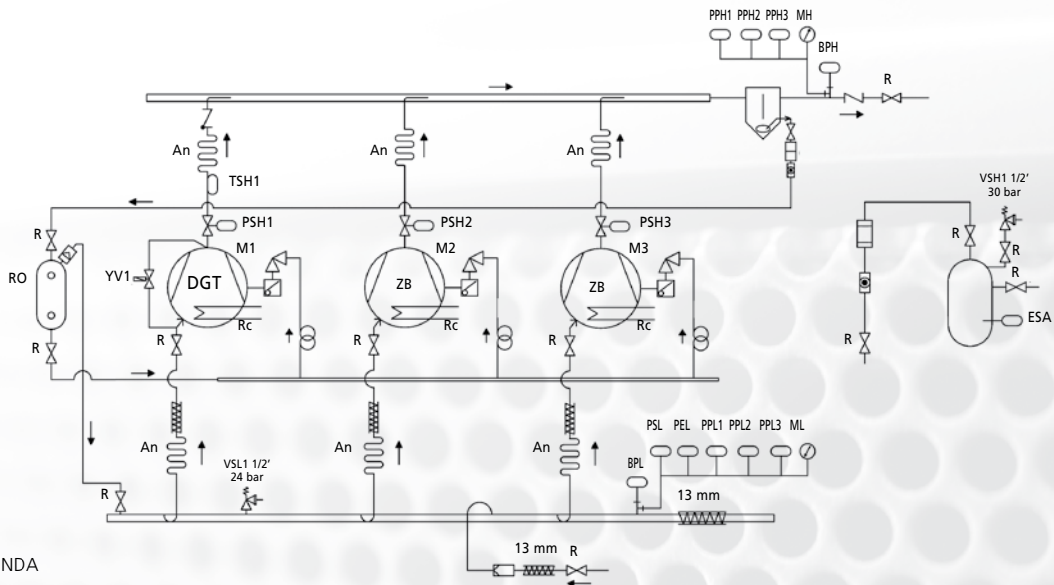 PPH1 PPH2 PPH3 MH
BPH
R
An
An
An
TSH1
VSH1 1/2'
30 bar
PSH1
PSH2
PSH3
R
R
R
RO
YV1
M1
M2
M3
DGT
ZB
ZB
R
ESA
Rc
Rc
Rc
R
R
R
R
R
An
An
An
PSL PEL PPL1 PPL2 PPL3 ML
VSL1 1/2'
24 bar
BPL
R
13 mm
13 mm
R
NDA